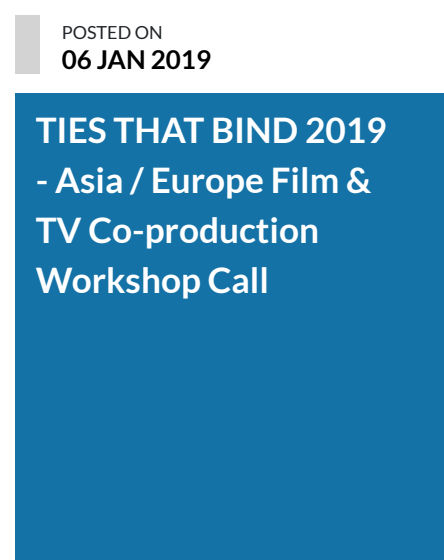 POSTED ON
06 JAN 2019
TIES THAT BIND 2019
- Asia / Europe Film &
TV Co-production
Workshop Call